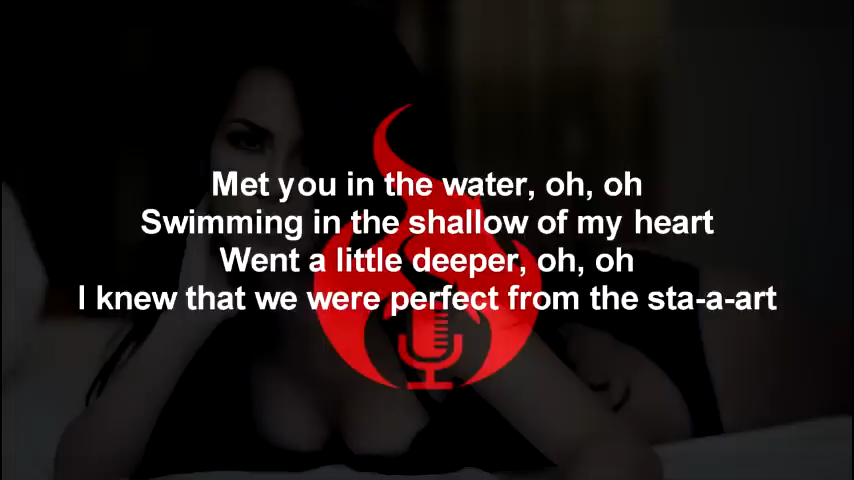 Met you in the water, oh, oh
Swimming in the shallow of my heart
Went a little deeper, oh, oh
I knew that we were perfect from the sta-a-art